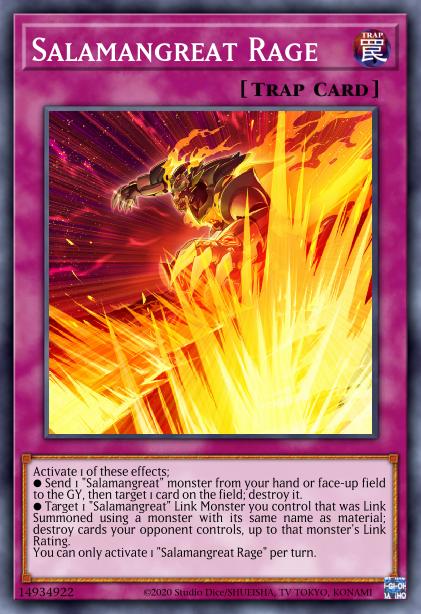 Salamangreat Rage
TRAP
罠
[Trap Card]
Activate 1 of these effects;
● Send 1 "Salamangreat" monster from your hand or face-up field
to the GY, then target 1 card on the field; destroy it.
● Target 1 "Salamangreat" Link Monster you control that was Link
Summoned using a monster with its same name as material;
destroy cards your opponent controls, up to that monster's Link
Rating.
You can only activate 1 "Salamangreat Rage" per turn.
14934922
©2020 Studio Dice/SHUEISHA, TV TOKYO, KONAMI